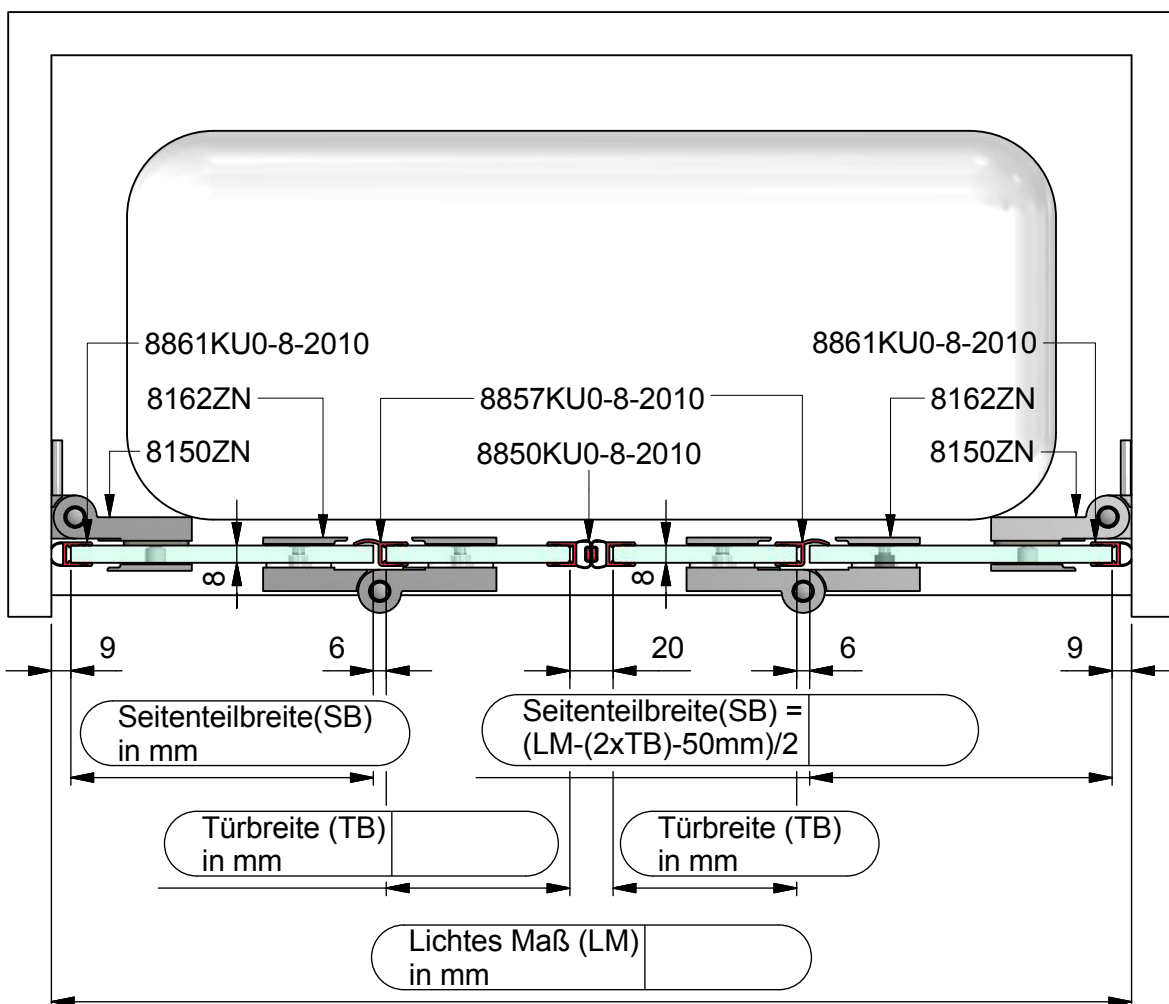 8861KU0-8-2010
8861KU0-8-2010
8162ZN
8857KU0-8-2010
8162ZN
8150ZN
8850KU0-8-2010
8150ZN
8
8
9
6
20
6
9
Seitenteilbreite(SB)
in mm
Seitenteilbreite(SB) =
(LM-(2xTB)-50mm)/2
Türbreite (TB)
in mm
Türbreite (TB)
in mm
Lichtes Maß (LM)
in mm